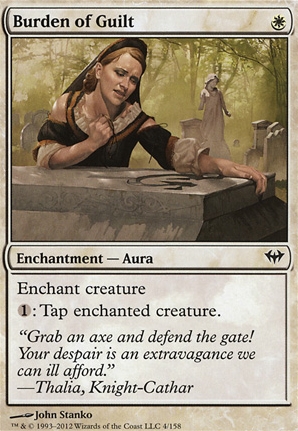 Burden of Guilt
Enchantment — Aura
Enchant creature
1: Tap enchanted creature.
“Grab an axe and defend the gate!
Your despair is an extravagance we
can ill afford.”
—Thalia, Knight-Cathar
John Stanko
™ & © 1993–2012 Wizards of the Coast LLC 4/158